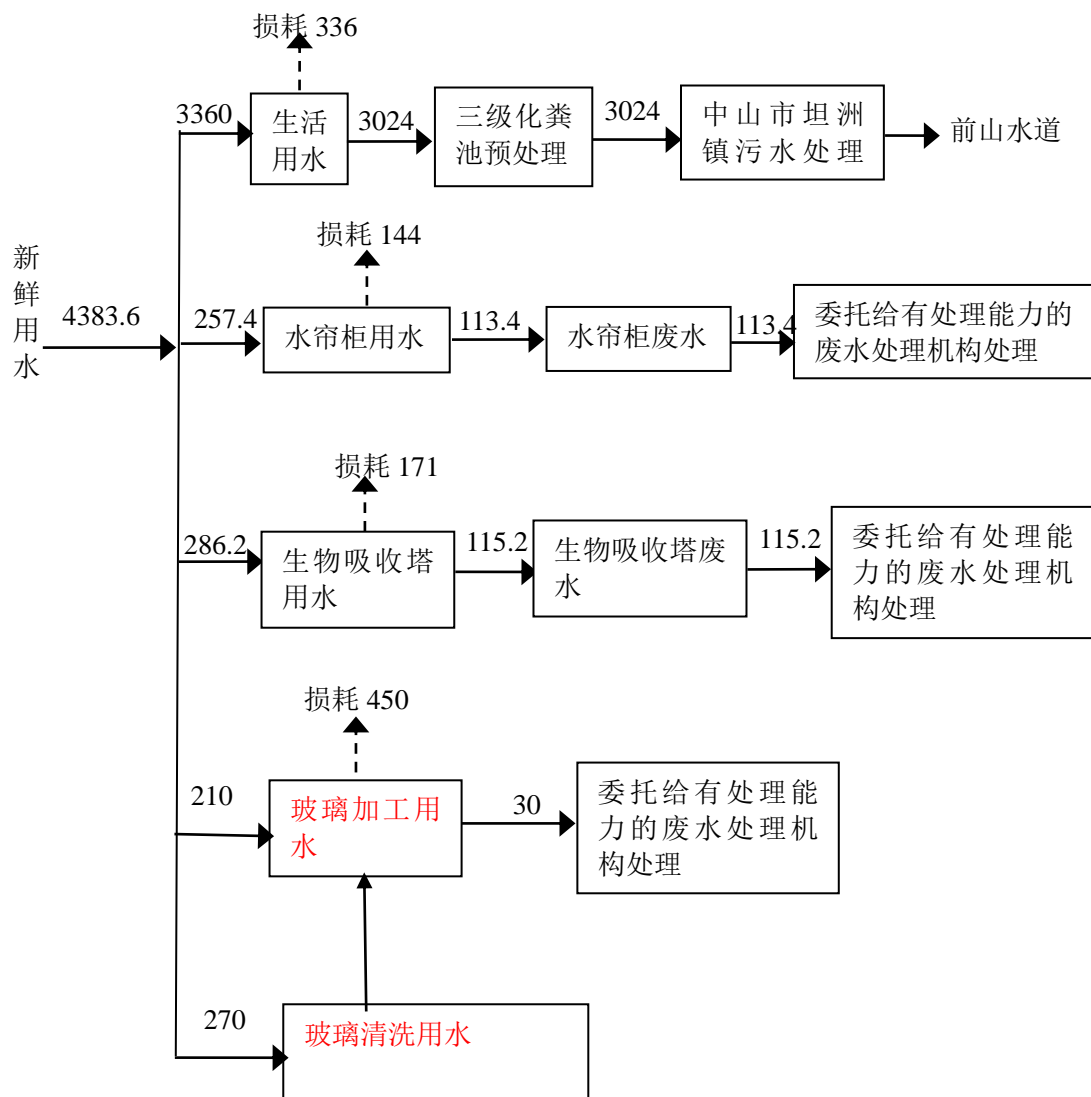 损耗 336
3360
生活
用水
3024
三级化粪
池预处理
3024
中山市坦洲
镇污水处理
前山水道
新鲜用水
4383.6
损耗 144
257.4
水帘柜用水
113.4
水帘柜废水
113.4
委托给有处理能力的
废水处理机构处理
损耗 171
286.2
生物吸收塔
用水
115.2
生物吸收塔废
水
115.2
委托给有处理能
力的废水处理机
构处理
损耗 450
210
玻璃加工用
水
30
委托给有处理能
力的废水处理机
构处理
270
玻璃清洗用水